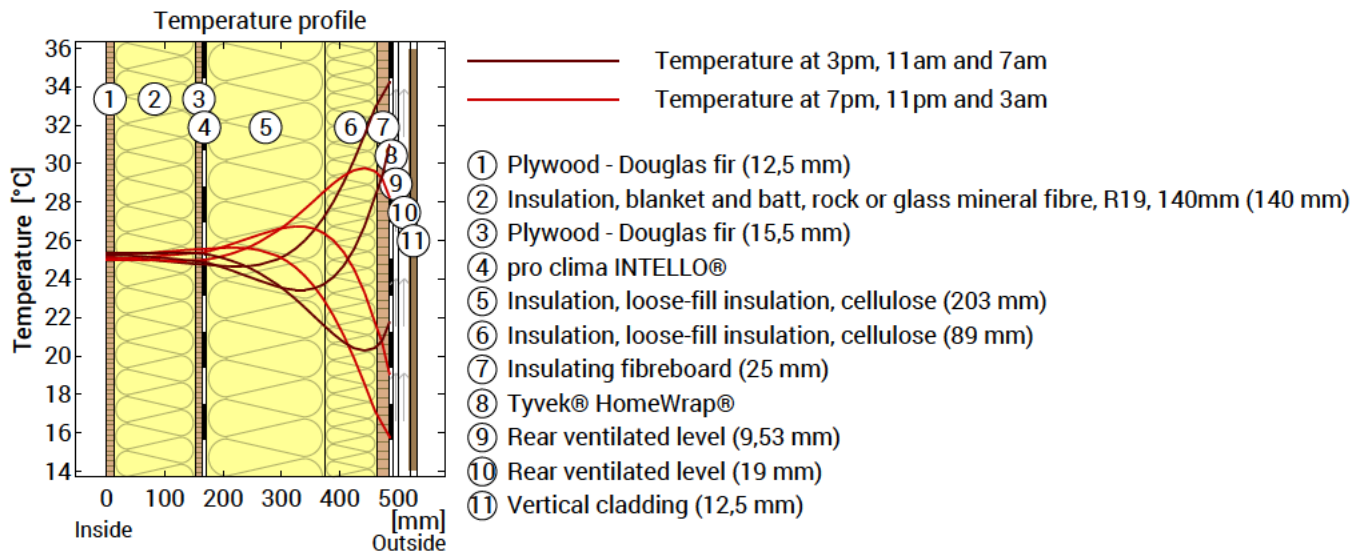 Temperature profile
Temperature [°C]
36
34
32
30
28
26
24
22
20
18
16
14
1
2
3
4
5
6
7
8
9
10
11
0 100 200 300 400 500
[mm]
Inside
Outside
Temperature at 3pm, 11am and 7am
Temperature at 7pm, 11pm and 3am
1 Plywood - Douglas fir (12,5 mm)
2 Insulation, blanket and batt, rock or glass mineral fibre, R19, 140mm (140 mm)
3 Plywood - Douglas fir (15,5 mm)
4 pro clima INTELLO®
5 Insulation, loose-fill insulation, cellulose (203 mm)
6 Insulation, loose-fill insulation, cellulose (89 mm)
7 Insulating fibreboard (25 mm)
8 Tyvek® HomeWrap®
9 Rear ventilated level (9,53 mm)
10 Rear ventilated level (19 mm)
11 Vertical cladding (12,5 mm)